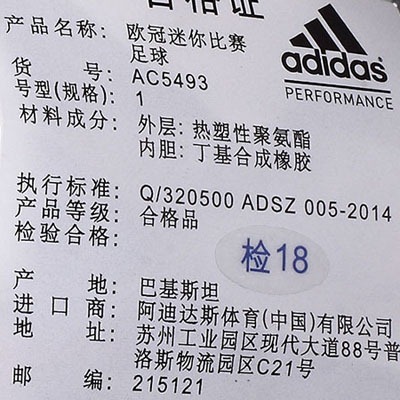 合格证
产品名称: 欧冠迷你比赛
足球
adidas
PERFORMANCE
货 号: AC5493
号型(规格): 1
材料成分: 外层: 热塑性聚氨酯
内胆: 丁基合成橡胶
执行标准: Q/320500 ADSZ 005-2014
产品等级: 合格品
检验合格: 检18
产 地: 巴基斯坦
进 口 商: 阿迪达斯体育(中国)有限公司
地 址: 苏州工业园区现代大道88号普
洛斯物流园区C21号
邮 编: 215121